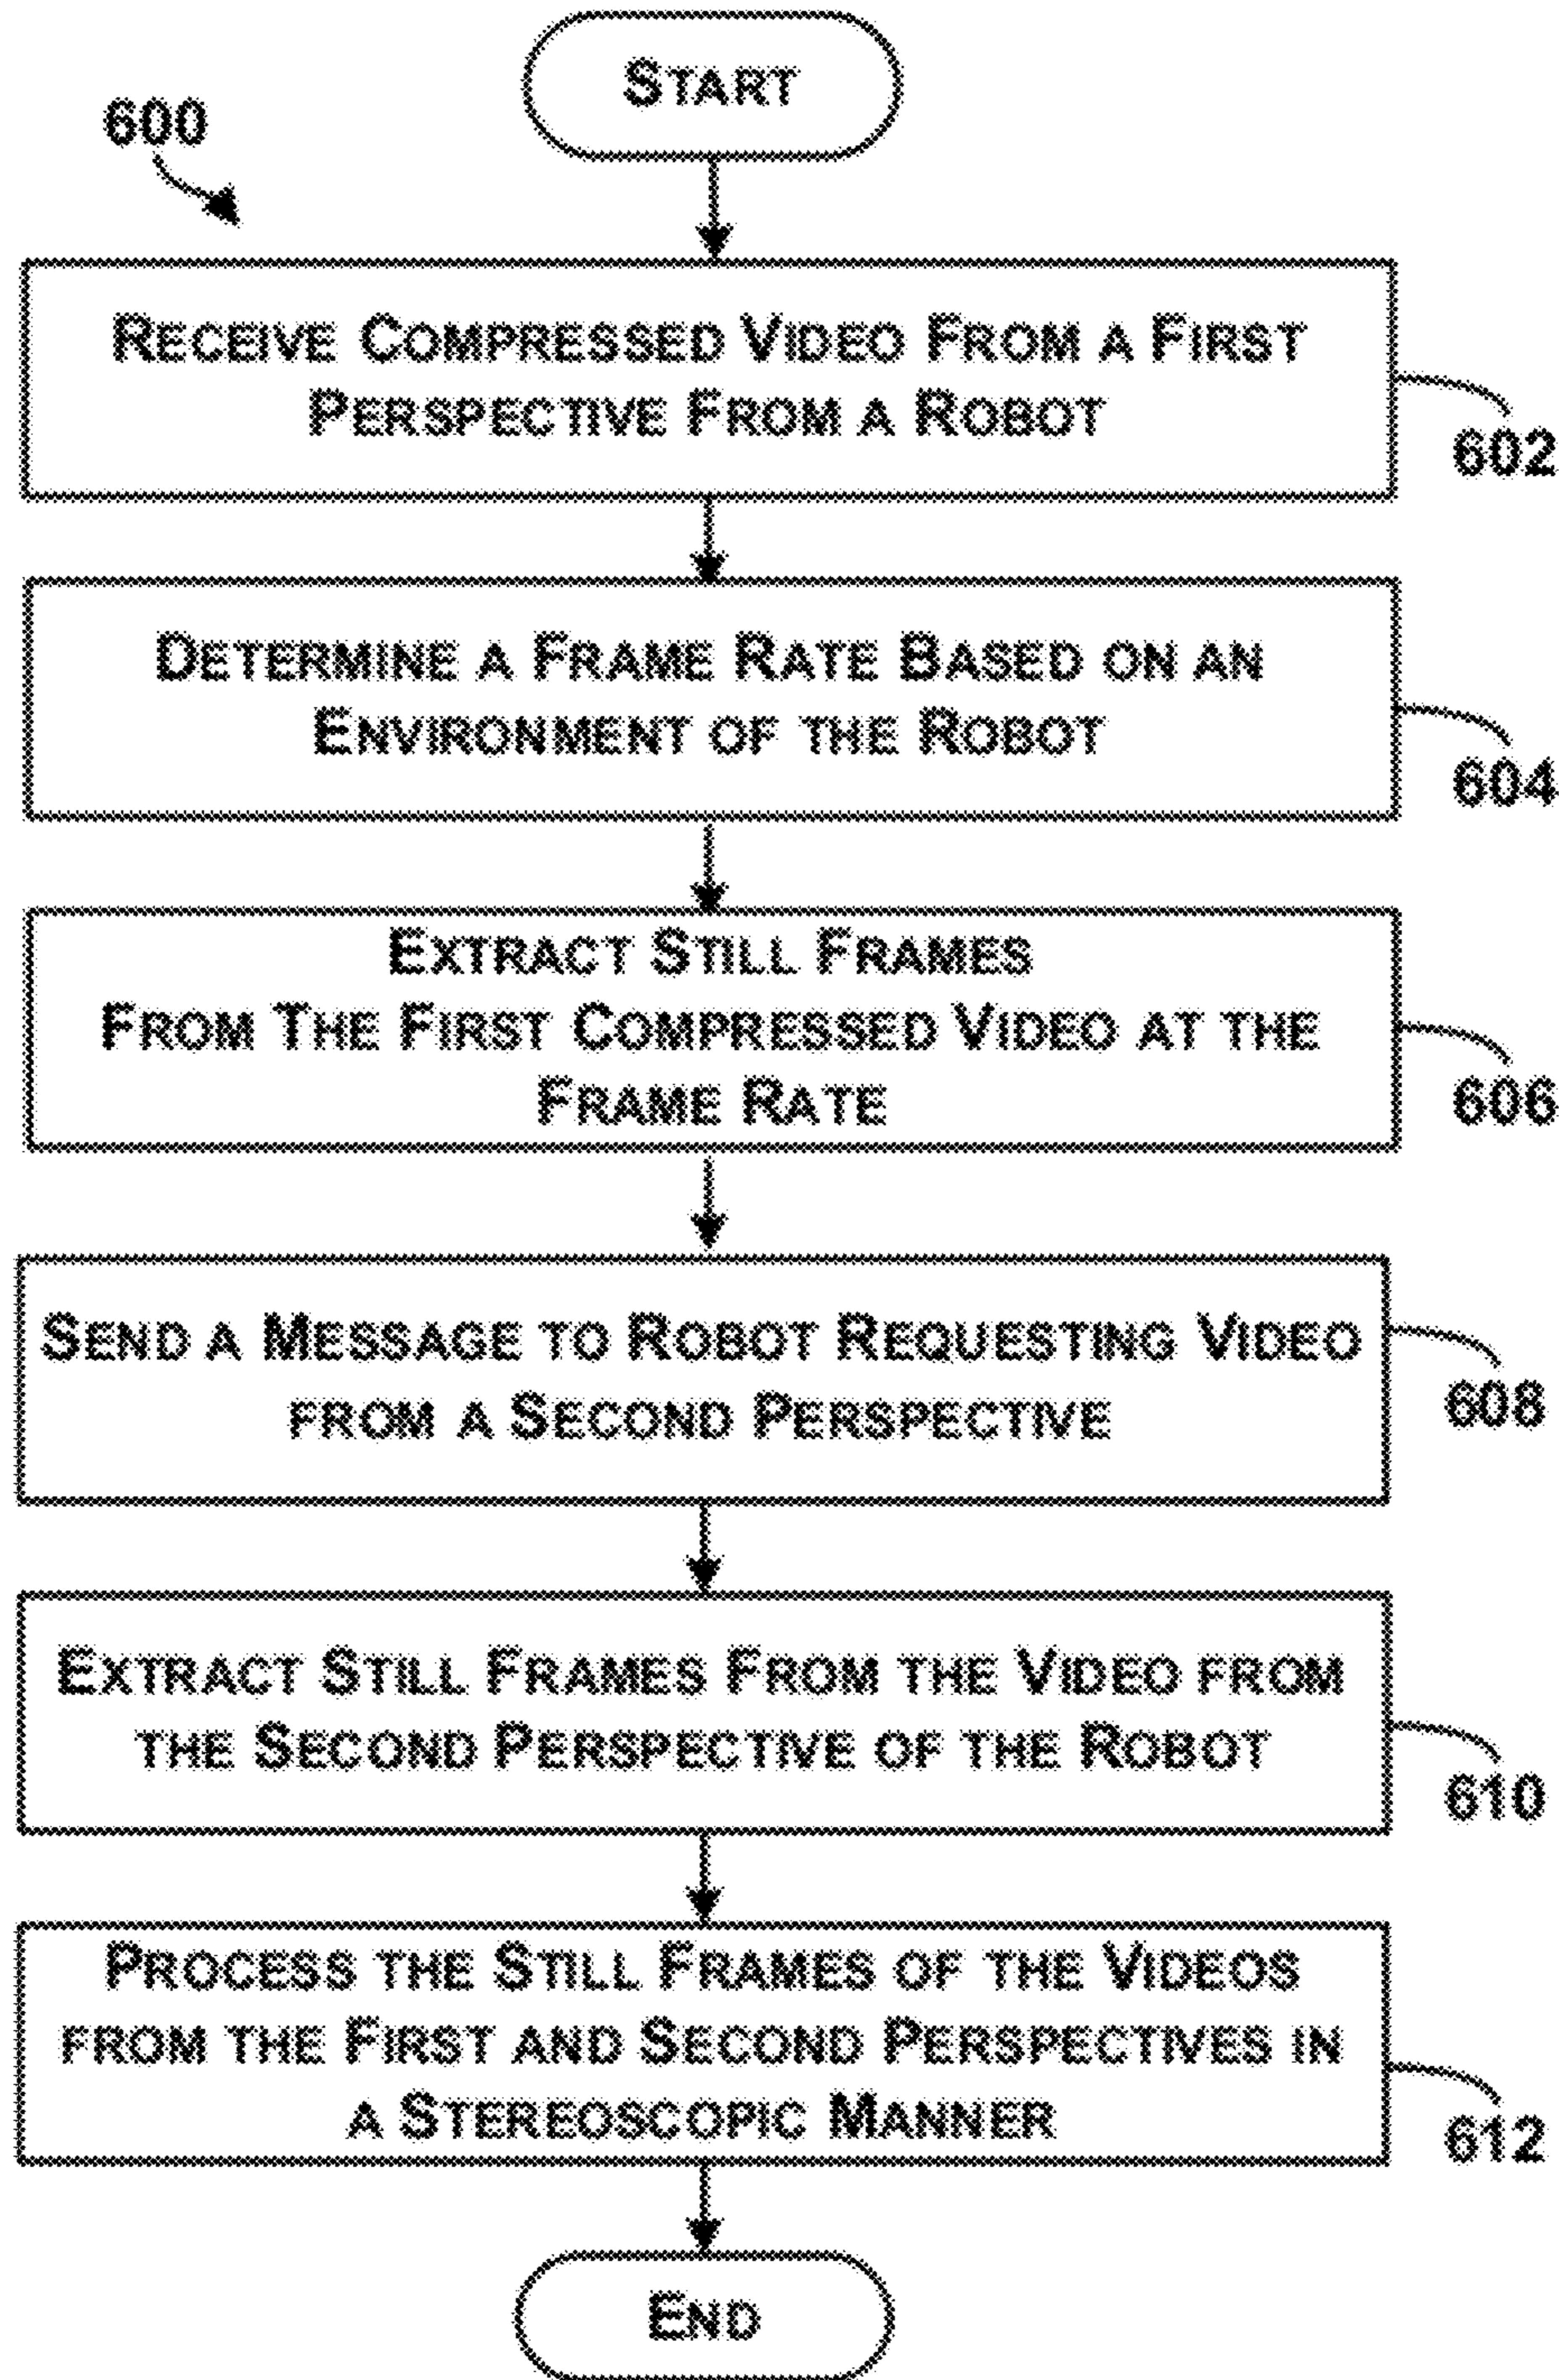 START
600
RECEIVE COMPRESSED VIDEO FROM A FIRST
PERSPECTIVE FROM A ROBOT
602
DETERMINE A FRAME RATE BASED ON AN
ENVIRONMENT OF THE ROBOT
604
EXTRACT STILL FRAMES
FROM THE FIRST COMPRESSED VIDEO AT THE
FRAME RATE
606
SEND A MESSAGE TO ROBOT REQUESTING VIDEO
FROM A SECOND PERSPECTIVE
608
EXTRACT STILL FRAMES FROM THE VIDEO FROM
THE SECOND PERSPECTIVE OF THE ROBOT
610
PROCESS THE STILL FRAMES OF THE VIDEOS
FROM THE FIRST AND SECOND PERSPECTIVES IN
A STEREOSCOPIC MANNER
612
END